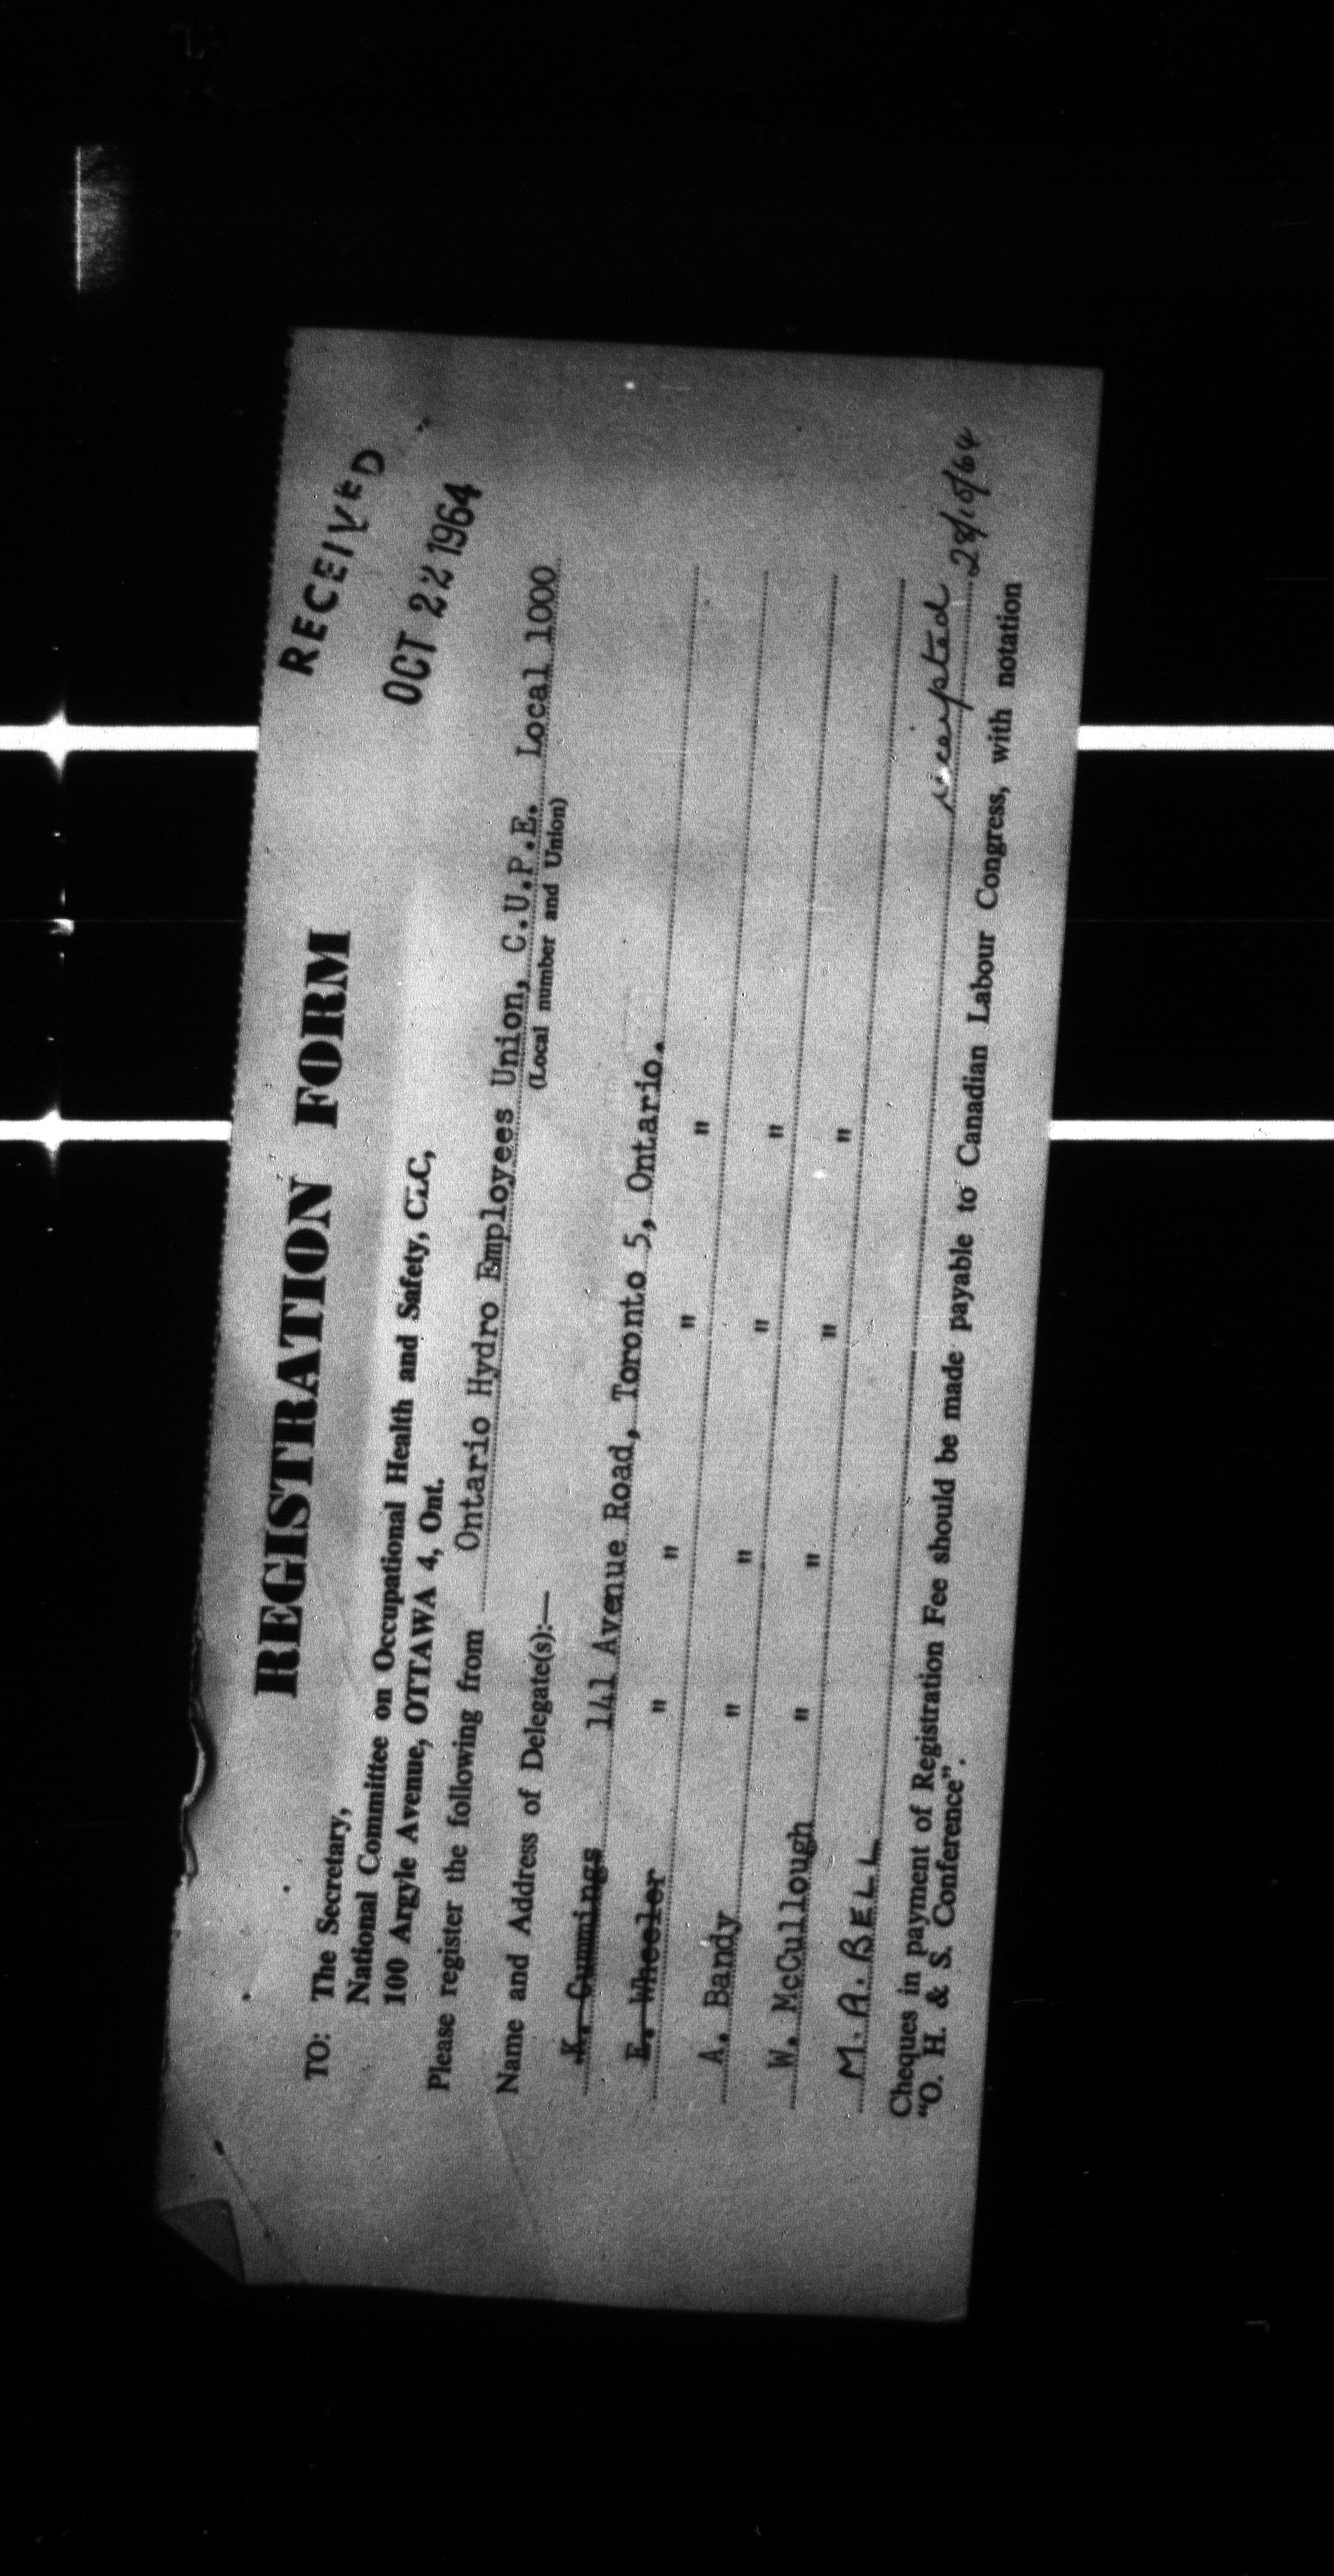 RECEIVED
OCT 22 1964
REGISTRATION FORM
TO: The Secretary,
National Committee on Occupational Health and Safety, CLC,
100 Argyle Avenue, OTTAWA 4, Ont.
Please register the following from Ontario Hydro Employees Union, C.U.P.E. Local 1000
(Local number and Union)
Name and Address of Delegate(s):—
K. Cummings 141 Avenue Road, Toronto 5, Ontario.
E. Wheeler " " " "
A. Bandy " " " "
W. McCullough " " " "
M. A. BELL
receipted 28/10/64
Cheques in payment of Registration Fee should be made payable to Canadian Labour Congress, with notation
"O. H. & S. Conference".